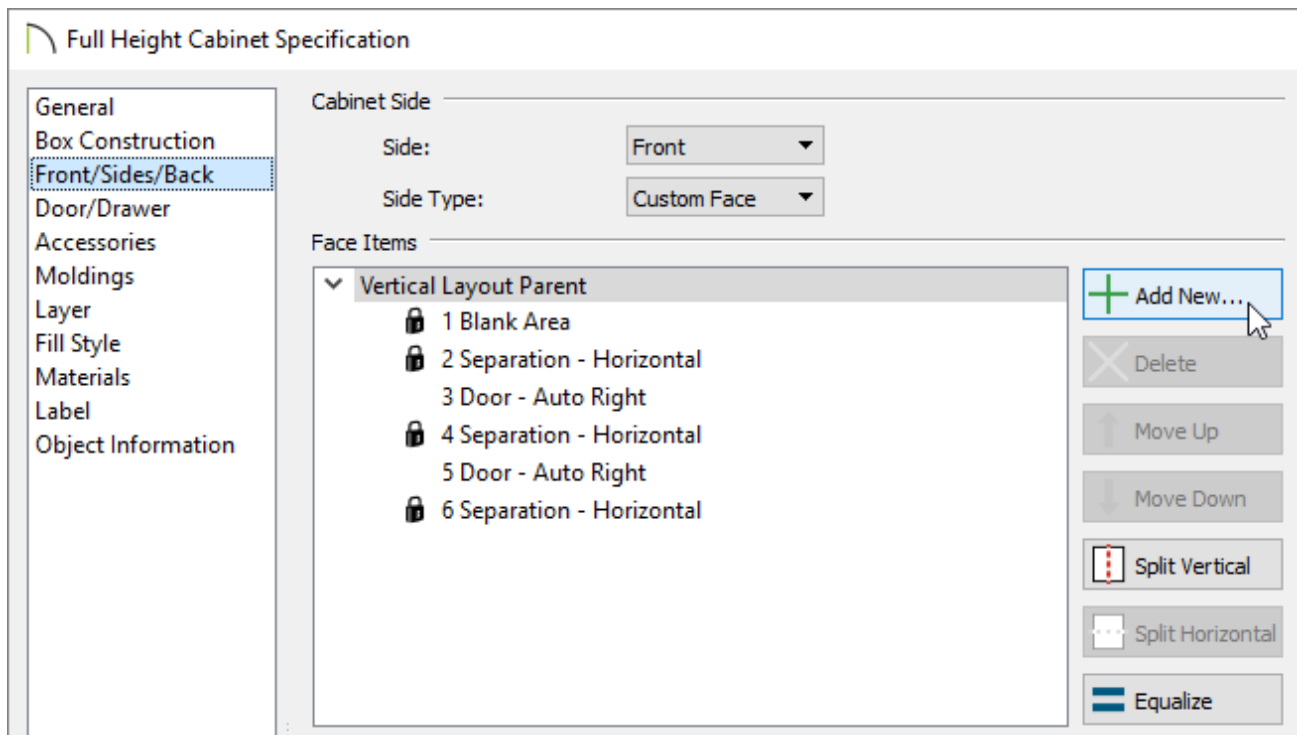 Full Height Cabinet Specification
General
Box Construction
Front/Sides/Back
Door/Drawer
Accessories
Moldings
Layer
Fill Style
Materials
Label
Object Information
Cabinet Side
Side: Front
Side Type: Custom Face
Face Items
Vertical Layout Parent
1 Blank Area
2 Separation - Horizontal
3 Door - Auto Right
4 Separation - Horizontal
5 Door - Auto Right
6 Separation - Horizontal
Add New...
Delete
Move Up
Move Down
Split Vertical
Split Horizontal
Equalize